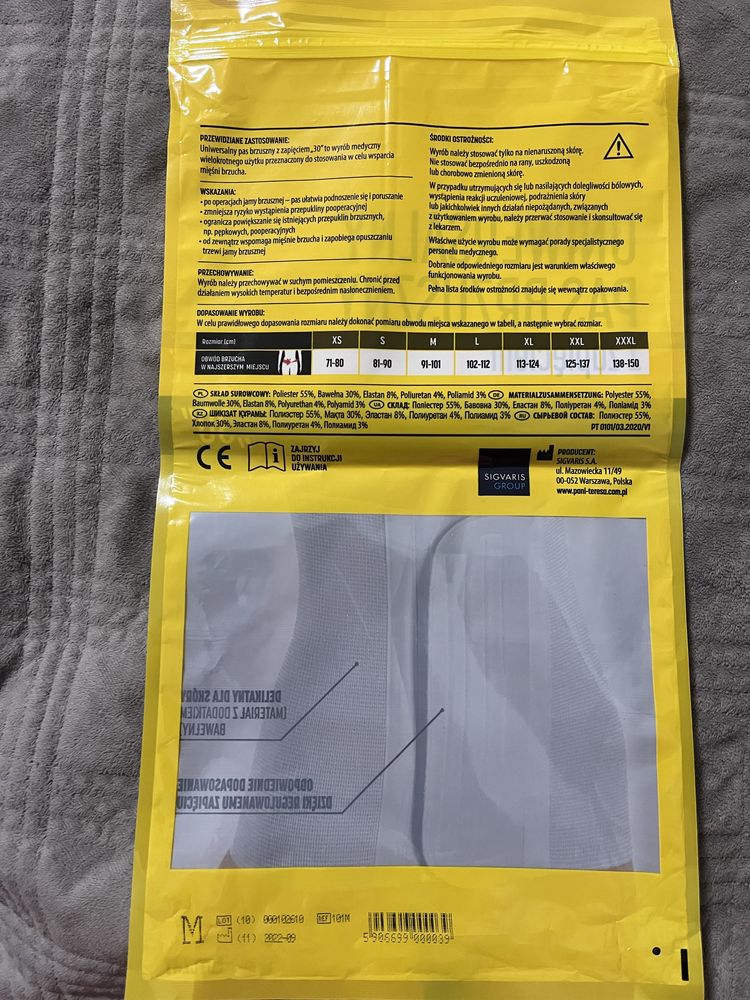 PRZEWIDZIANE ZASTOSOWANIE:
Uniwersalny pas brzuszny z zapięciem „30" to wyrób medyczny
wielokrotnego użytku przeznaczony do stosowania w celu wsparcia
mięśni brzucha.
WSKAZANIA:
• po operacjach jamy brzusznej – pas ułatwia podnoszenie się i poruszanie
• zmniejsza ryzyko wystąpienia przepukliny pooperacyjnej
• ogranicza powiększanie się istniejących przepuklin brzusznych,
np. pępkowych, pooperacyjnych
• od zewnątrz wspomaga mięśnie brzucha i zapobiega opuszczaniu
trzewi jamy brzusznej
PRZECHOWYWANIE:
Wyrób należy przechowywać w suchym pomieszczeniu. Chronić przed
działaniem wysokich temperatur i bezpośrednim nasłonecznieniem.
ŚRODKI OSTROŻNOŚCI:
Wyrób należy stosować tylko na nienaruszoną skórę.
Nie stosować bezpośrednio na rany, uszkodzoną
lub chorobowo zmienioną skórę.
W przypadku utrzymujących się lub nasilających dolegliwości bólowych,
wystąpienia reakcji uczuleniowej, podrażnienia skóry
lub jakichkolwiek innych działań niepożądanych, związanych
z użytkowaniem wyrobu, należy przerwać stosowanie i skonsultować się
z lekarzem.
Właściwe użycie wyrobu może wymagać porady specjalistycznego
personelu medycznego.
Dobranie odpowiedniego rozmiaru jest warunkiem właściwego
funkcjonowania wyrobu.
Pełna lista środków ostrożności znajduje się wewnątrz opakowania.
DOPASOWANIE WYROBU:
W celu prawidłowego dopasowania rozmiaru należy dokonać pomiaru obwodu miejsca wskazanego w tabeli, a następnie wybrać rozmiar.
Rozmiar (cm) XS S M L XL XXL XXXL
OBWÓD BRZUCHA
W NAJSZERSZYM MIEJSCU 71-80 81-90 91-101 102-112 113-124 125-137 138-150
PL SKŁAD SUROWCOWY: Poliester 55%, Bawełna 30%, Elastan 8%, Poliuretan 4%, Poliamid 3% DE MATERIALZUSAMMENSETZUNG: Polyester 55%,
Baumwolle 30%, Elastan 8%, Polyurethan 4%, Polyamid 3% UA СКЛАД: Поліестер 55%, Бавовна 30%, Еластан 8%, Поліуретан 4%, Поліамід 3%
KZ ШИКІЗАТ ҚҰРАМЫ: Полиэстер 55%, Мақта 30%, Эластан 8%, Полиуретан 4%, Полиамид 3% RU СЫРЬЕВОЙ СОСТАВ: Полиэстер 55%,
Хлопок 30%, Эластан 8%, Полиуретан 4%, Полиамид 3%
PT 0101/03.2020/V1
CE
i
ZAJRZYJ
DO INSTRUKCJI
UŻYWANIA
SIGVARIS
GROUP
PRODUCENT:
SIGVARIS S.A.
ul. Mazowiecka 11/49
00-052 Warszawa, Polska
www.pani-teresa.com.pl
DELIKATNY DLA SKÓRY
(MATERIAŁ Z DODATKIEM
BAWEŁNY)
ODPOWIEDNIE DOPASOWANIE
DZIĘKI REGULOWANEMU ZAPIĘCIU
M
LOT (10) 000102610 REF 101M
(11) 2022-09
5 906699 000039